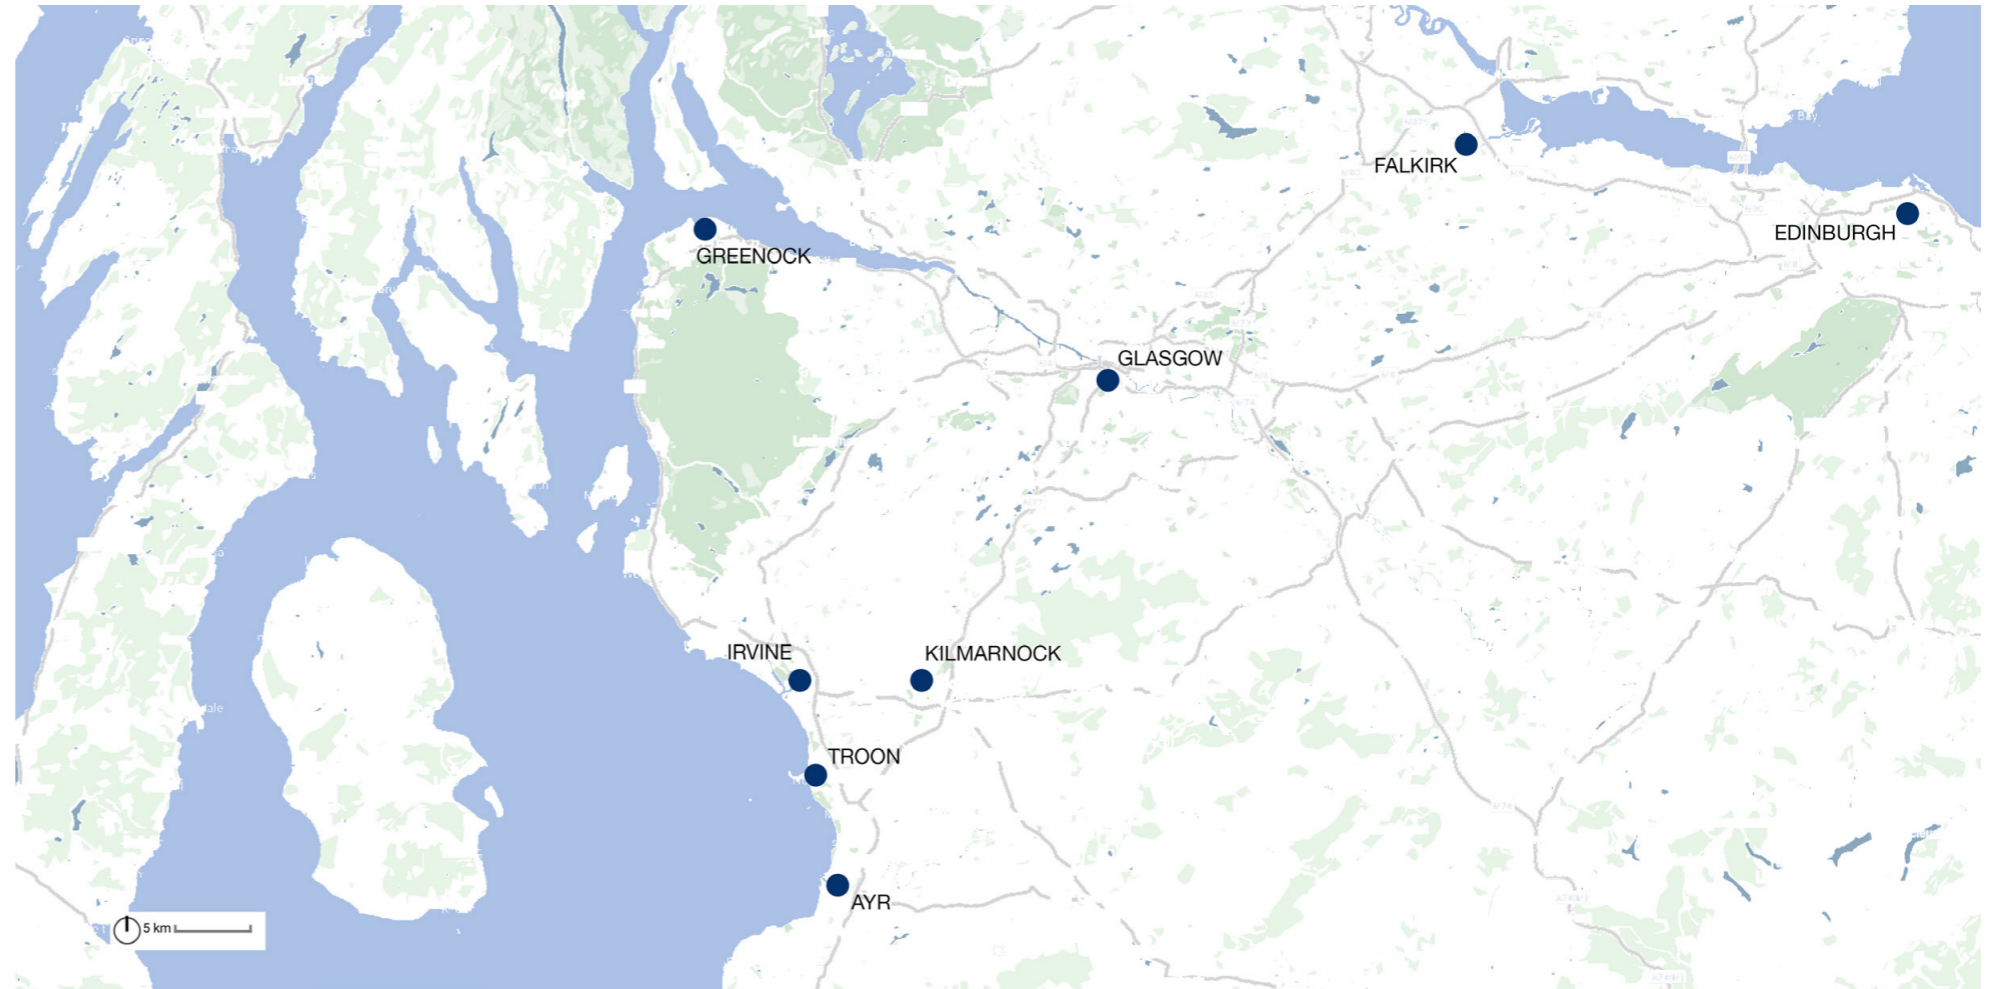 FALKIRK
EDINBURGH
GREENOCK
GLASGOW
IRVINE
KILMARNOCK
TROON
AYR
5 km